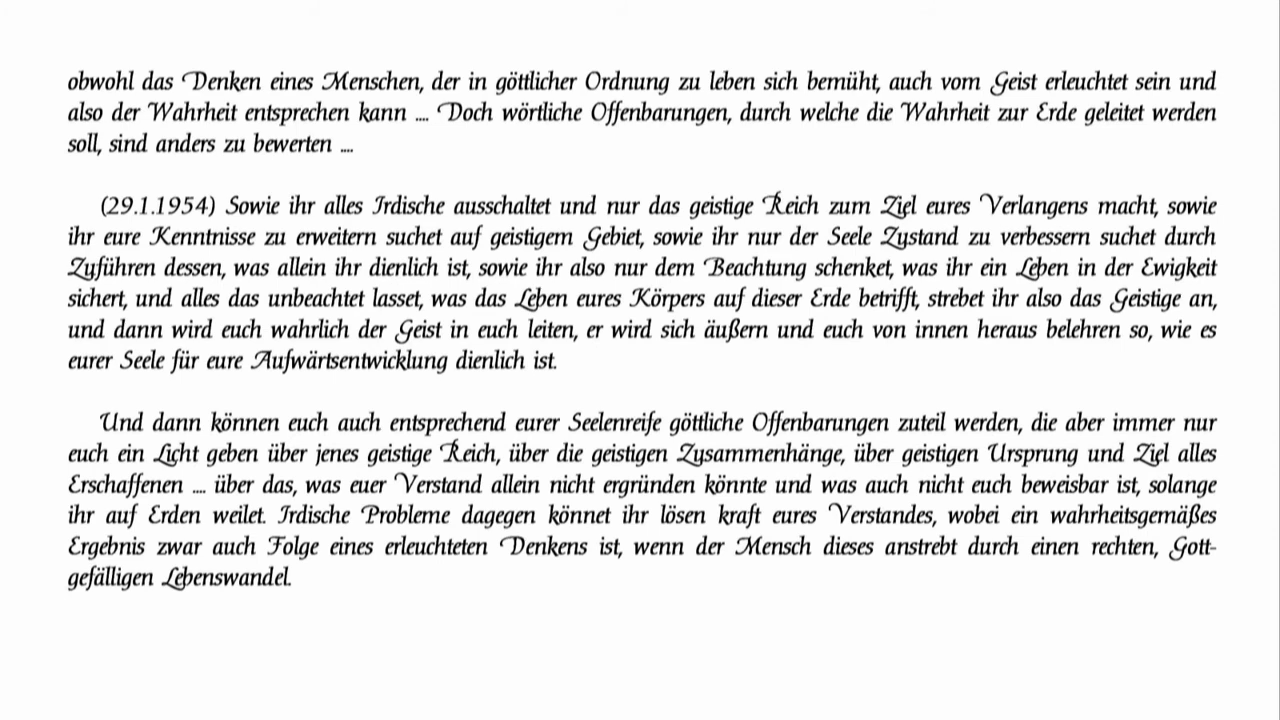 obwohl das Denken eines Menschen, der in göttlicher Ordnung zu leben sich bemüht, auch vom Geist erleuchtet sein und
also der Wahrheit entsprechen kann .... Doch wörtliche Offenbarungen, durch welche die Wahrheit zur Erde geleitet werden
soll, sind anders zu bewerten ....
(29.1.1954) Sowie ihr alles Irdische ausschaltet und nur das geistige Reich zum Ziel eures Verlangens macht, sowie
ihr eure Kenntnisse zu erweitern suchet auf geistigem Gebiet, sowie ihr nur der Seele Zustand zu verbessern suchet durch
Zuführen dessen, was allein ihr dienlich ist, sowie ihr also nur dem Beachtung schenket, was ihr ein Leben in der Ewigkeit
sichert, und alles das unbeachtet lasset, was das Leben eures Körpers auf dieser Erde betrifft, strebet ihr also das Geistige an,
und dann wird euch wahrlich der Geist in euch leiten, er wird sich äußern und euch von innen heraus belehren so, wie es
eurer Seele für eure Aufwärtsentwicklung dienlich ist.
Und dann können euch auch entsprechend eurer Seelenreife göttliche Offenbarungen zuteil werden, die aber immer nur
euch ein Licht geben über jenes geistige Reich, über die geistigen Zusammenhänge, über geistigen Ursprung und Ziel alles
Erschaffenen .... über das, was euer Verstand allein nicht ergründen könnte und was auch nicht euch beweisbar ist, solange
ihr auf Erden weilet. Irdische Probleme dagegen könnet ihr lösen kraft eures Verstandes, wobei ein wahrheitsgemäßes
Ergebnis zwar auch Folge eines erleuchteten Denkens ist, wenn der Mensch dieses anstrebt durch einen rechten, Gott-
gefälligen Lebenswandel.